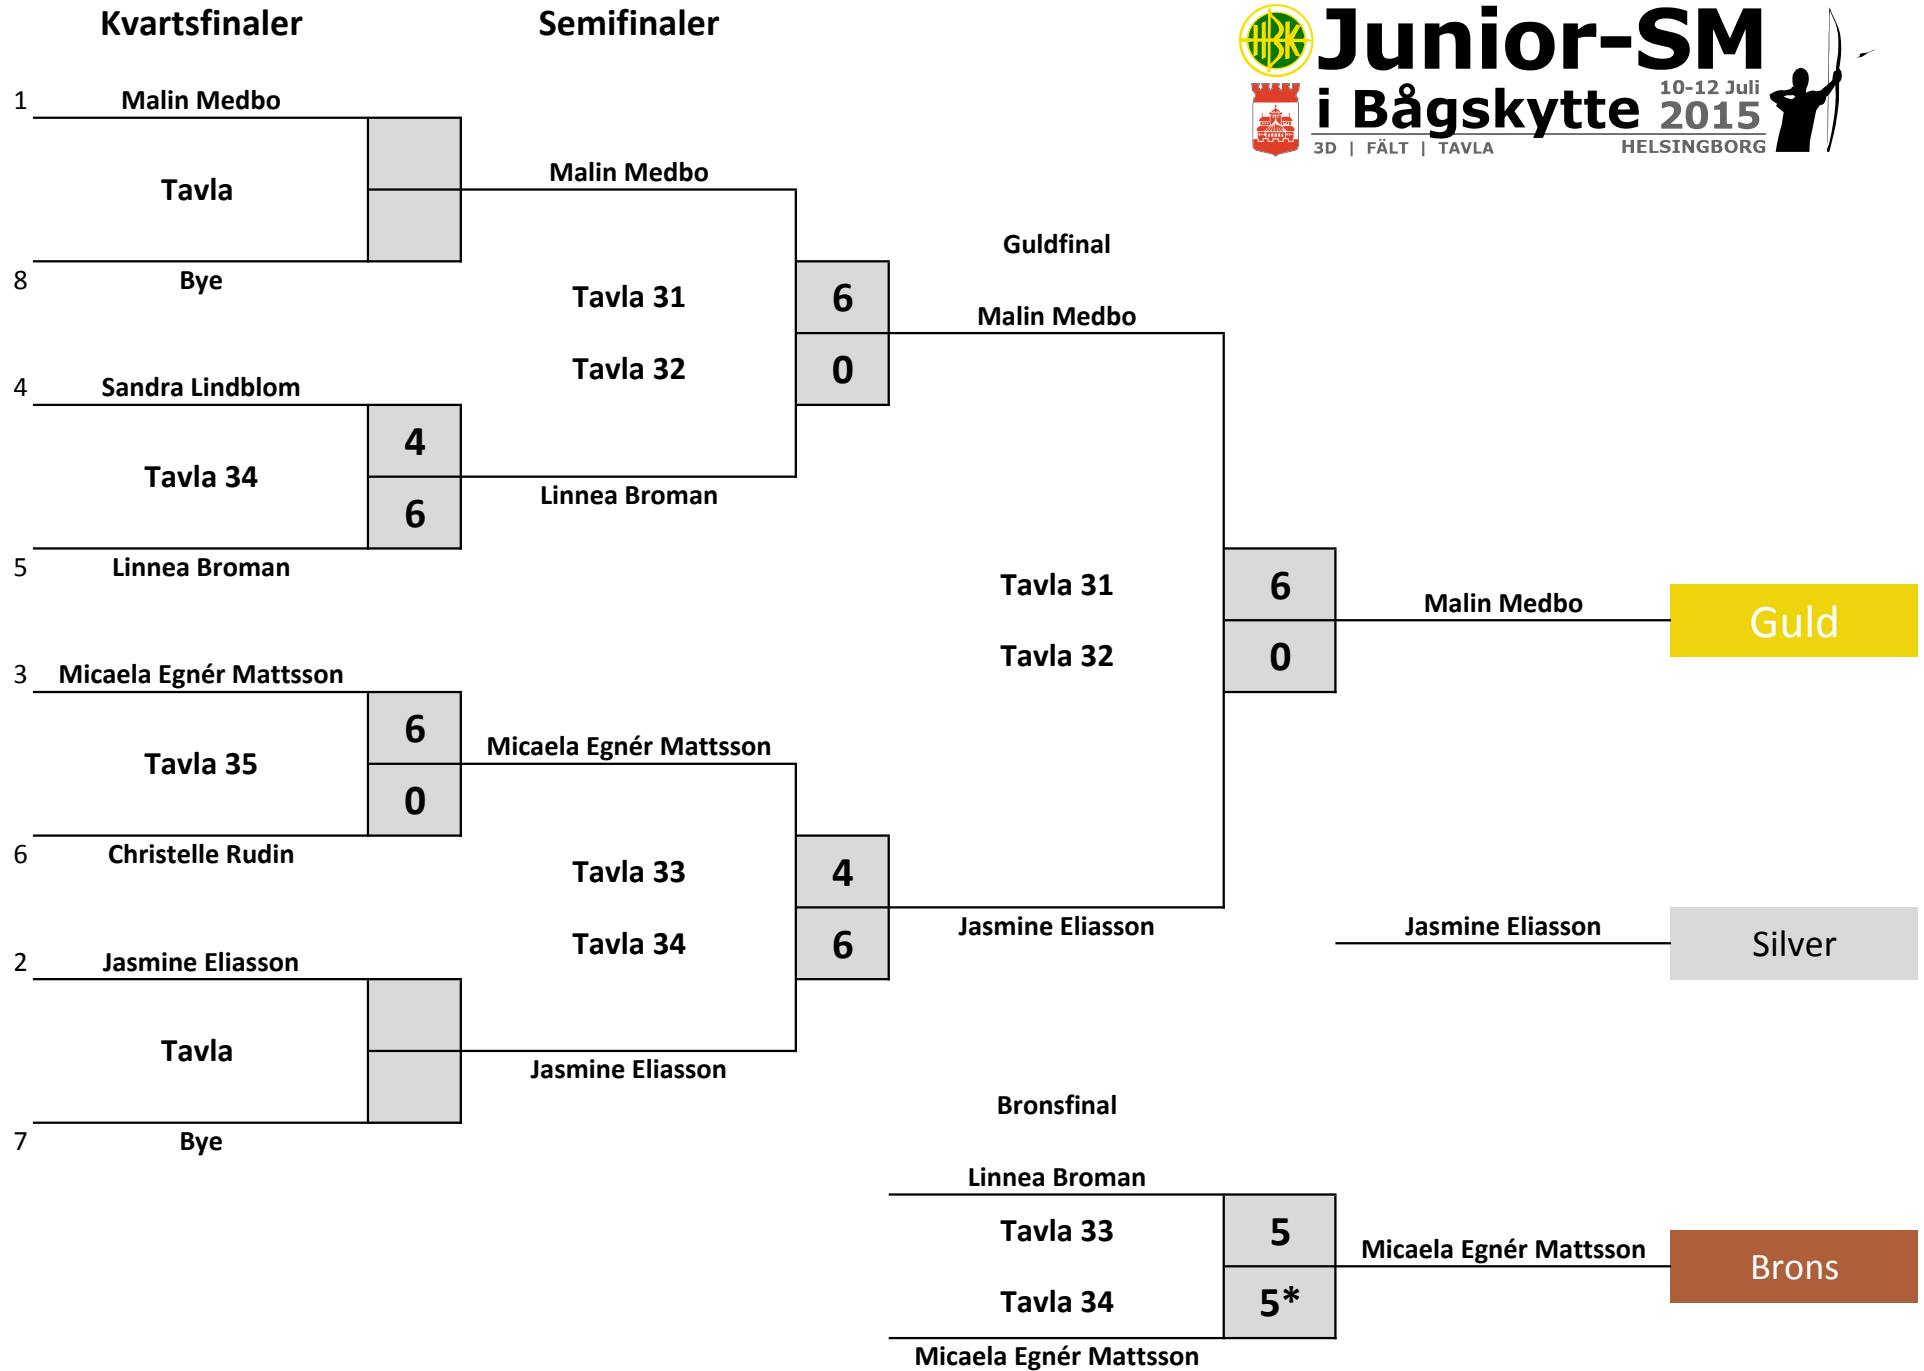 Kvartsfinaler
Semifinaler
HBK
Junior-SM
i Bågskytte
10-12 Juli
2015
3D | FÄLT | TAVLA
HELSINGBORG
1 Malin Medbo
Tavla
8 Bye
Malin Medbo
Tavla 31 6
Tavla 32 0
Linnea Broman
4 Sandra Lindblom
4
Tavla 34
6
5 Linnea Broman
Guldfinal
Malin Medbo
Tavla 31 6
Tavla 32 0
Jasmine Eliasson
Malin Medbo Guld
3 Micaela Egnér Mattsson
6
Tavla 35
0
6 Christelle Rudin
Micaela Egnér Mattsson
Tavla 33 4
Tavla 34 6
Jasmine Eliasson
2 Jasmine Eliasson
Tavla
7 Bye
Jasmine Eliasson Silver
Bronsfinal
Linnea Broman
Tavla 33 5
Tavla 34 5*
Micaela Egnér Mattsson
Micaela Egnér Mattsson Brons